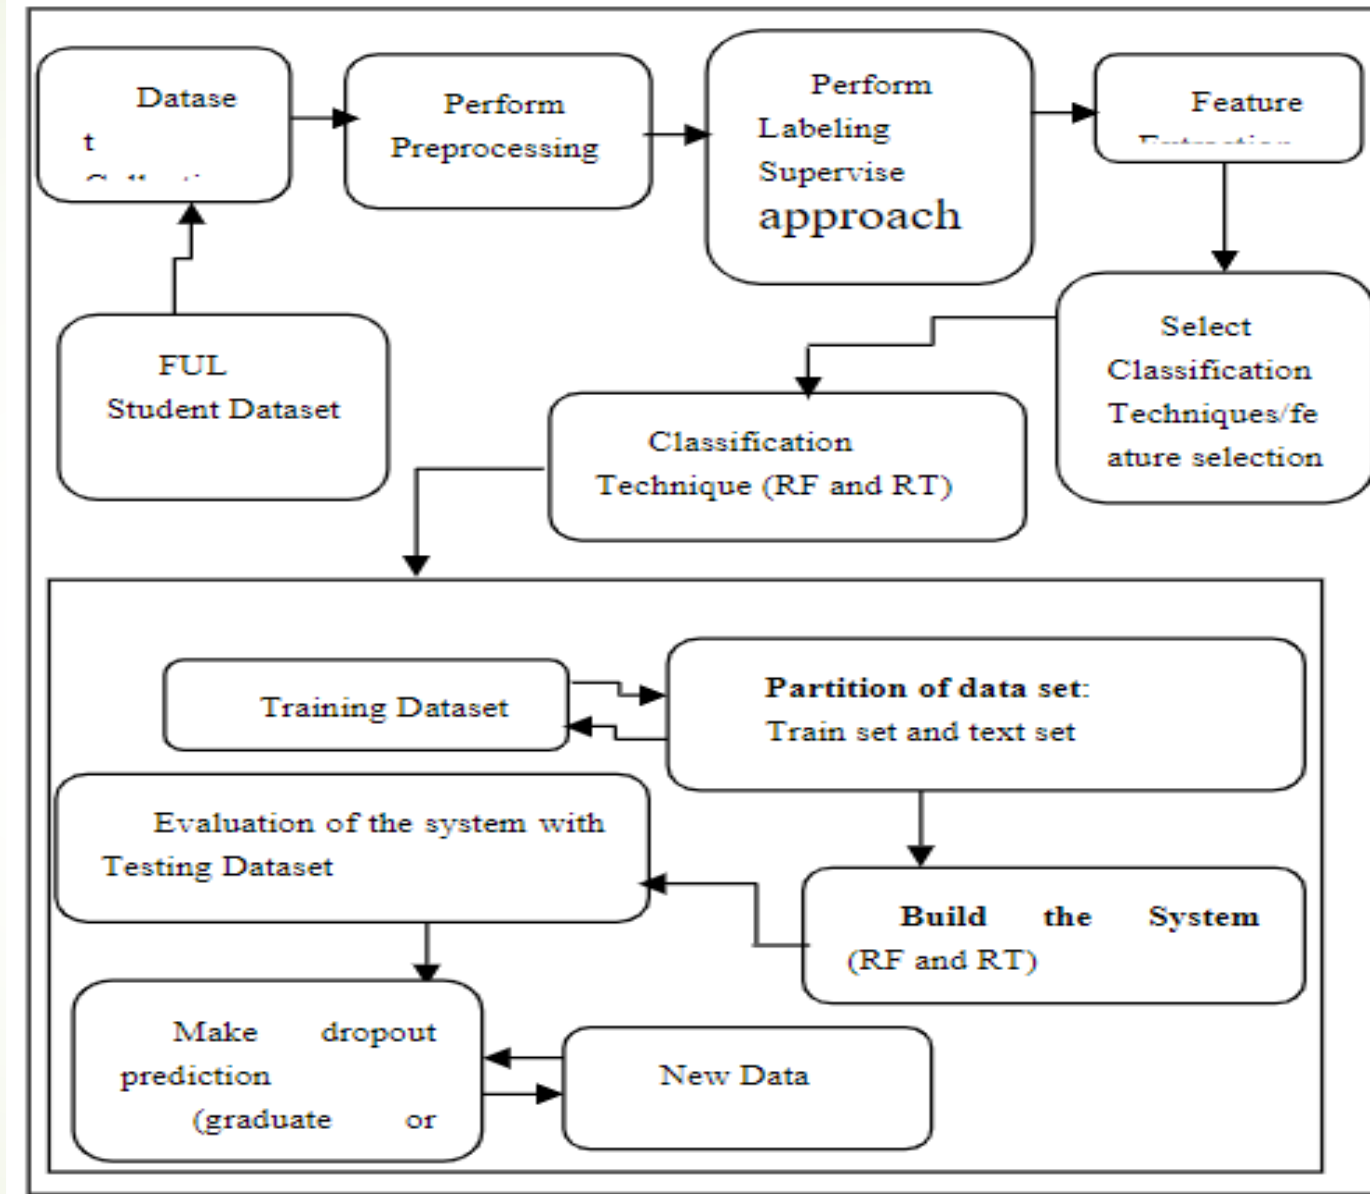 Datase
t
Perform
Preprocessing
Perform
Labeling
Supervise
approach
Feature
FUL
Student Dataset
Select
Classification
Techniques/fe
ature selection
Classification
Technique (RF and RT)
Training Dataset
Partition of data set:
Train set and text set
Evaluation of the system with
Testing Dataset
Build the System
(RF and RT)
Make dropout
prediction
(graduate or
New Data